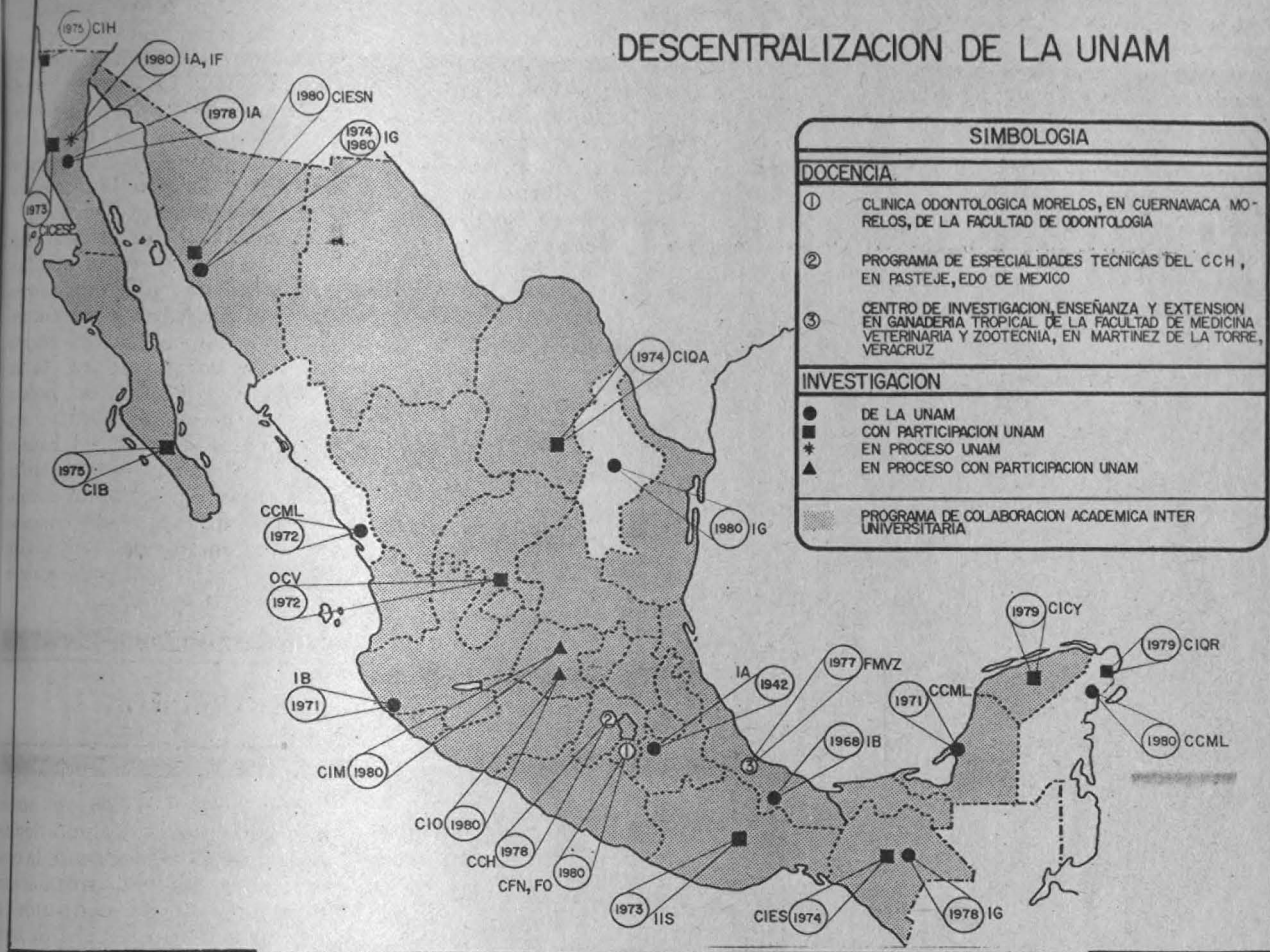 DESCENTRALIZACION DE LA UNAM
SIMBOLOGIA
DOCENCIA.
① CLINICA ODONTOLOGICA MORELOS, EN CUERNAVACA MO-
RELOS, DE LA FACULTAD DE ODONTOLOGIA
② PROGRAMA DE ESPECIALIDADES TECNICAS DEL CCH,
EN PASTEJE, EDO DE MEXICO
③ CENTRO DE INVESTIGACION, ENSEÑANZA Y EXTENSION
EN GANADERIA TROPICAL DE LA FACULTAD DE MEDICINA
VETERINARIA Y ZOOTECNIA, EN MARTINEZ DE LA TORRE,
VERACRUZ
INVESTIGACION
DE LA UNAM
CON PARTICIPACION UNAM
EN PROCESO UNAM
EN PROCESO CON PARTICIPACION UNAM
PROGRAMA DE COLABORACION ACADEMICA INTER
UNIVERSITARIA
1975 CIH
1980 IA, IF
1978 IA
1980 CIESN
1974
1980 IG
1973
CICESE
1974 CIQA
1975
CIB
CCML
1972
1980 IG
OCV
1972
1979 CICY
1979 CIQR
IB
1971
IA
1942
1977 FMVZ
CCML
1971
1968 IB
1980 CCML
②
①
③
CIM 1980
CIO 1980
CCH 1978
CFN, FO 1980
1973 IIS
CIES 1974
1978 IG